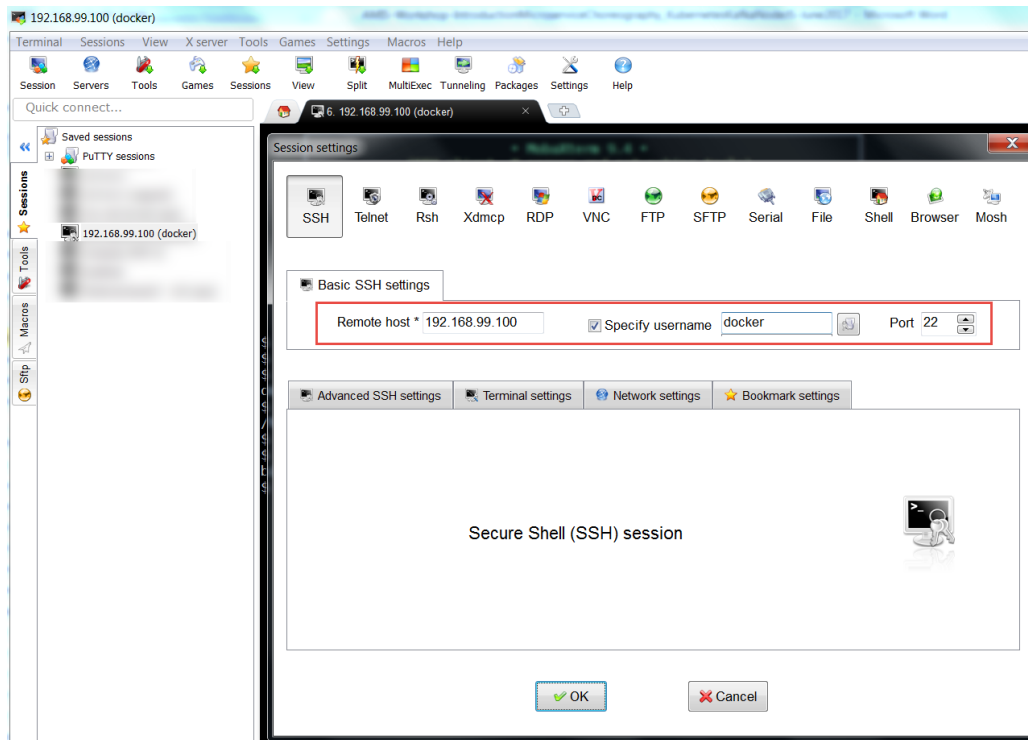 192.168.99.100 (docker)
Terminal Sessions View X server Tools Games Settings Macros Help
Session Servers Tools Games Sessions View Split MultiExec Tunneling Packages Settings Help
Quick connect...
6. 192.168.99.100 (docker)
Saved sessions
PuTTY sessions
192.168.99.100 (docker)
Sessions
Tools
Macros
Sftp
Session settings
SSH Telnet Rsh Xdmcp RDP VNC FTP SFTP Serial File Shell Browser Mosh
Basic SSH settings
Remote host * 192.168.99.100 Specify username docker Port 22
Advanced SSH settings Terminal settings Network settings Bookmark settings
Secure Shell (SSH) session
OK Cancel